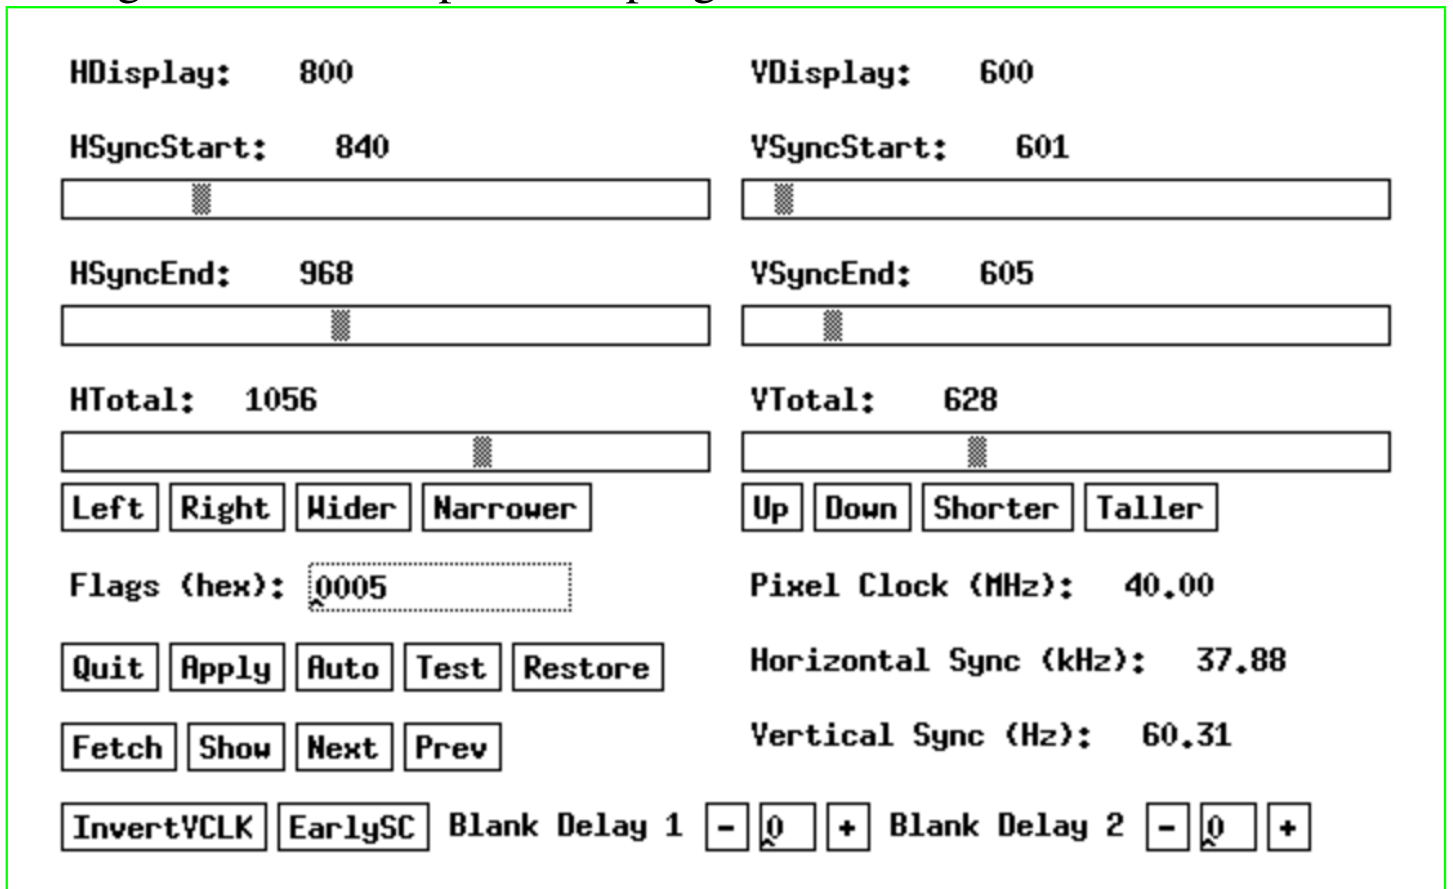 HDisplay: 800 VDisplay: 600
HSyncStart: 840 VSyncStart: 601
HSyncEnd: 968 VSyncEnd: 605
HTotal: 1056 VTotal: 628
Left Right Wider Narrower Up Down Shorter Taller
Flags (hex): 0005 Pixel Clock (MHz): 40.00
Quit Apply Auto Test Restore Horizontal Sync (kHz): 37.88
Fetch Show Next Prev Vertical Sync (Hz): 60.31
InvertVCLK EarlySC Blank Delay 1 - 0 + Blank Delay 2 - 0 +